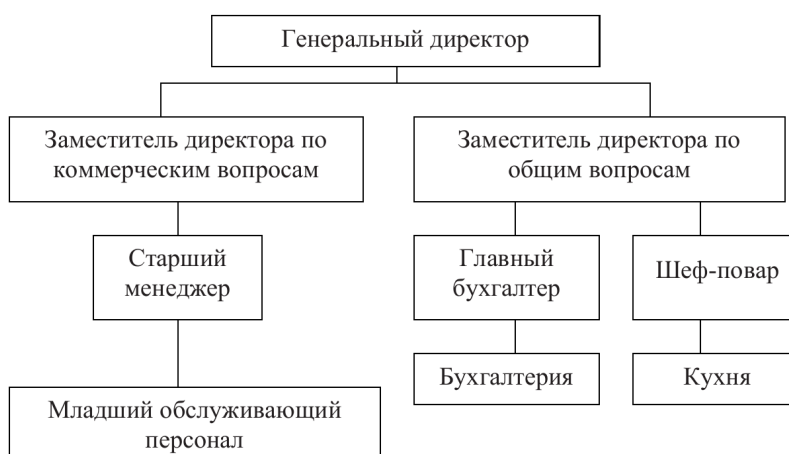 Генеральный директор
Заместитель директора по
коммерческим вопросам
Заместитель директора по
общим вопросам
Старший
менеджер
Главный
бухгалтер
Шеф-повар
Бухгалтерия
Кухня
Младший обслуживающий
персонал